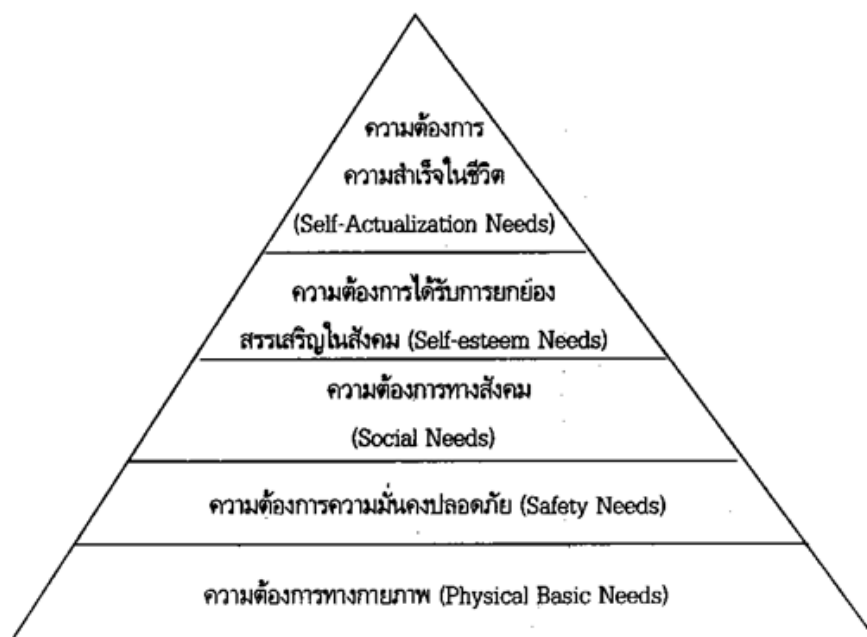 ความต้องการ
ความสำเร็จในชีวิต
(Self-Actualization Needs)
ความต้องการได้รับการยกย่อง
สรรเสริญในสังคม (Self-esteem Needs)
ความต้องการทางสังคม
(Social Needs)
ความต้องการความมั่นคงปลอดภัย (Safety Needs)
ความต้องการทางกายภาพ (Physical Basic Needs)